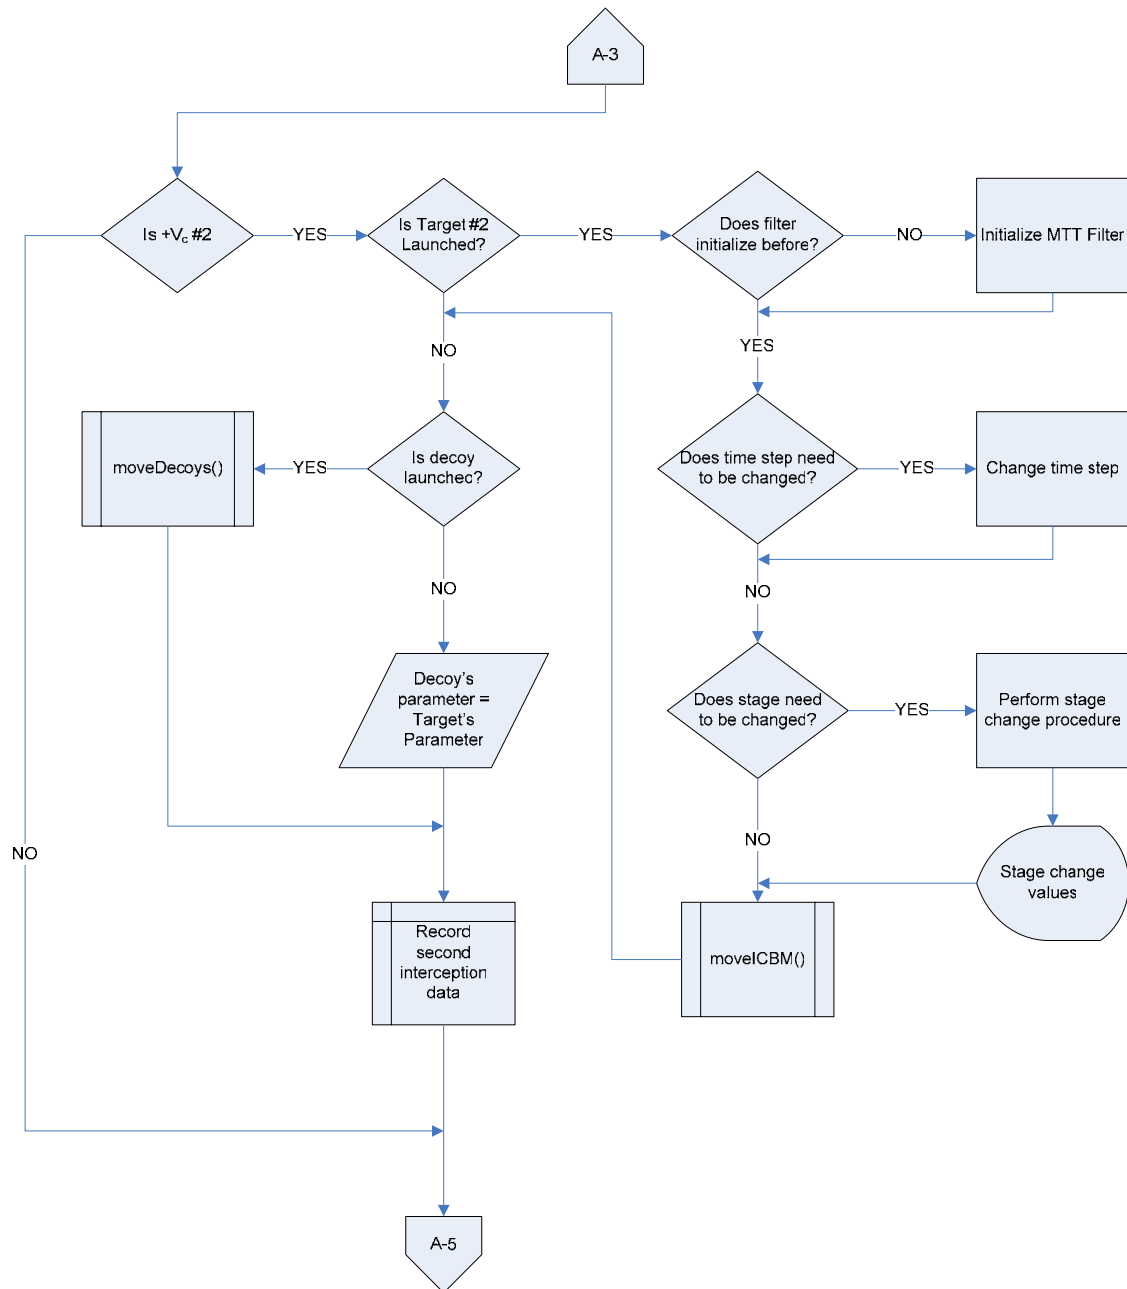 A-3
Is +Vc #2
YES
Is Target #2
Launched?
YES
Does filter
initialize before?
NO
Initialize MTT Filter
NO
YES
moveDecoys()
YES
Is decoy
launched?
Does time step need
to be changed?
YES
Change time step
NO
NO
Decoy's
parameter =
Target's
Parameter
Does stage need
to be changed?
YES
Perform stage
change procedure
NO
NO
Stage change
values
Record
second
interception
data
moveICBM()
A-5